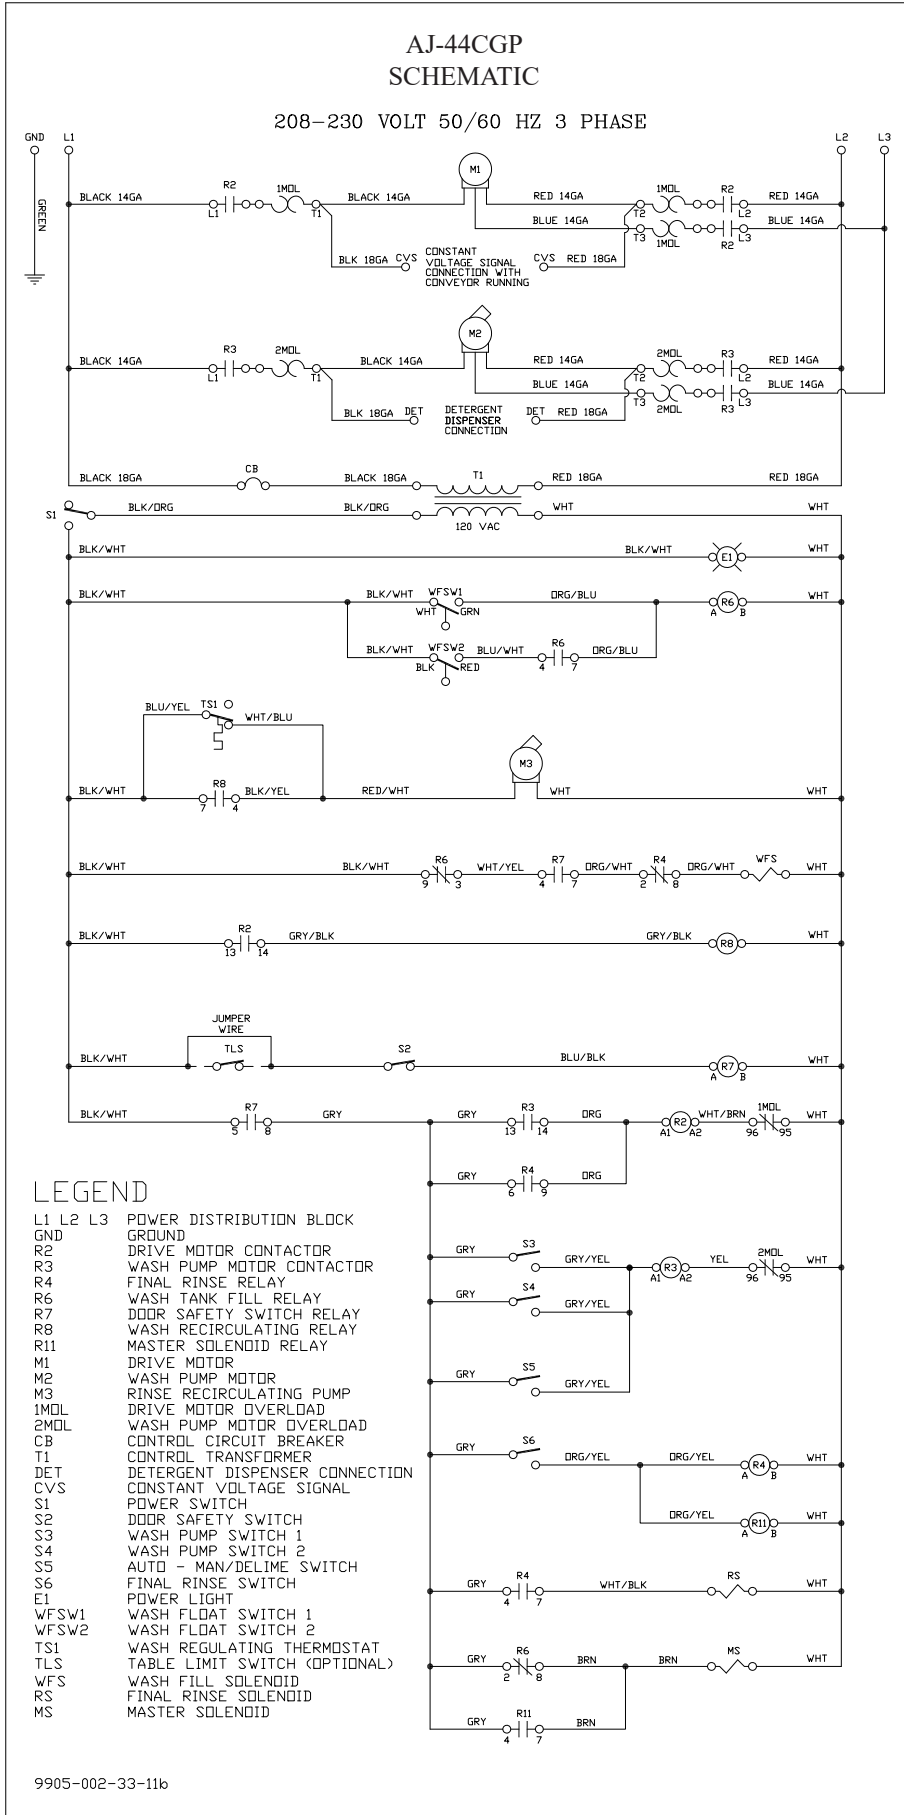 AJ-44CGP
SCHEMATIC
208-230 VOLT 50/60 HZ 3 PHASE
GND L1 L2 L3
M1
R2 1MOL 1MOL R2
BLACK 14GA BLACK 14GA RED 14GA RED 14GA
L1 T1 T2 L2
GREEN
BLUE 14GA BLUE 14GA
T3 1MOL R2 L3
BLK 18GA CVS CONSTANT VOLTAGE SIGNAL CONNECTION WITH CONVEYOR RUNNING CVS RED 18GA
M2
R3 2MOL 2MOL R3
BLACK 14GA BLACK 14GA RED 14GA RED 14GA
L1 T1 T2 L2
BLUE 14GA BLUE 14GA
T3 2MOL R3 L3
BLK 18GA DET DETERGENT DISPENSER CONNECTION DET RED 18GA
CB T1
BLACK 18GA BLACK 18GA RED 18GA RED 18GA
S1 BLK/ORG BLK/ORG WHT WHT
120 VAC
BLK/WHT BLK/WHT E1 WHT
BLK/WHT BLK/WHT WFSW1 ORG/BLU R6 WHT
WHT GRN A B
BLK/WHT WFSW2 BLU/WHT R6 ORG/BLU
BLK RED 4 7
BLU/YEL TS1 WHT/BLU
M3
BLK/WHT R8 BLK/YEL RED/WHT WHT WHT
7 4
BLK/WHT BLK/WHT R6 WHT/YEL R7 ORG/WHT R4 ORG/WHT WFS WHT
9 3 4 7 2 8
BLK/WHT R2 GRY/BLK GRY/BLK R8 WHT
13 14
JUMPER
WIRE
BLK/WHT TLS S2 BLU/BLK R7 WHT
A B
BLK/WHT R7 GRY GRY R3 ORG R2 WHT/BRN 1MOL WHT
5 8 13 14 A1 A2 96 95
GRY R4 ORG
6 9
GRY S3 GRY/YEL R3 YEL 2MOL WHT
A1 A2 96 95
GRY S4 GRY/YEL
GRY S5 GRY/YEL
GRY S6 ORG/YEL ORG/YEL R4 WHT
A B
ORG/YEL R11 WHT
A B
GRY R4 WHT/BLK RS WHT
4 7
GRY R6 BRN BRN MS WHT
2 8
GRY R11 BRN
4 7
LEGEND
L1 L2 L3 POWER DISTRIBUTION BLOCK
GND GROUND
R2 DRIVE MOTOR CONTACTOR
R3 WASH PUMP MOTOR CONTACTOR
R4 FINAL RINSE RELAY
R6 WASH TANK FILL RELAY
R7 DOOR SAFETY SWITCH RELAY
R8 WASH RECIRCULATING RELAY
R11 MASTER SOLENOID RELAY
M1 DRIVE MOTOR
M2 WASH PUMP MOTOR
M3 RINSE RECIRCULATING PUMP
1MOL DRIVE MOTOR OVERLOAD
2MOL WASH PUMP MOTOR OVERLOAD
CB CONTROL CIRCUIT BREAKER
T1 CONTROL TRANSFORMER
DET DETERGENT DISPENSER CONNECTION
CVS CONSTANT VOLTAGE SIGNAL
S1 POWER SWITCH
S2 DOOR SAFETY SWITCH
S3 WASH PUMP SWITCH 1
S4 WASH PUMP SWITCH 2
S5 AUTO - MAN/DELIME SWITCH
S6 FINAL RINSE SWITCH
E1 POWER LIGHT
WFSW1 WASH FLOAT SWITCH 1
WFSW2 WASH FLOAT SWITCH 2
TS1 WASH REGULATING THERMOSTAT
TLS TABLE LIMIT SWITCH (OPTIONAL)
WFS WASH FILL SOLENOID
RS FINAL RINSE SOLENOID
MS MASTER SOLENOID
9905-002-33-11b